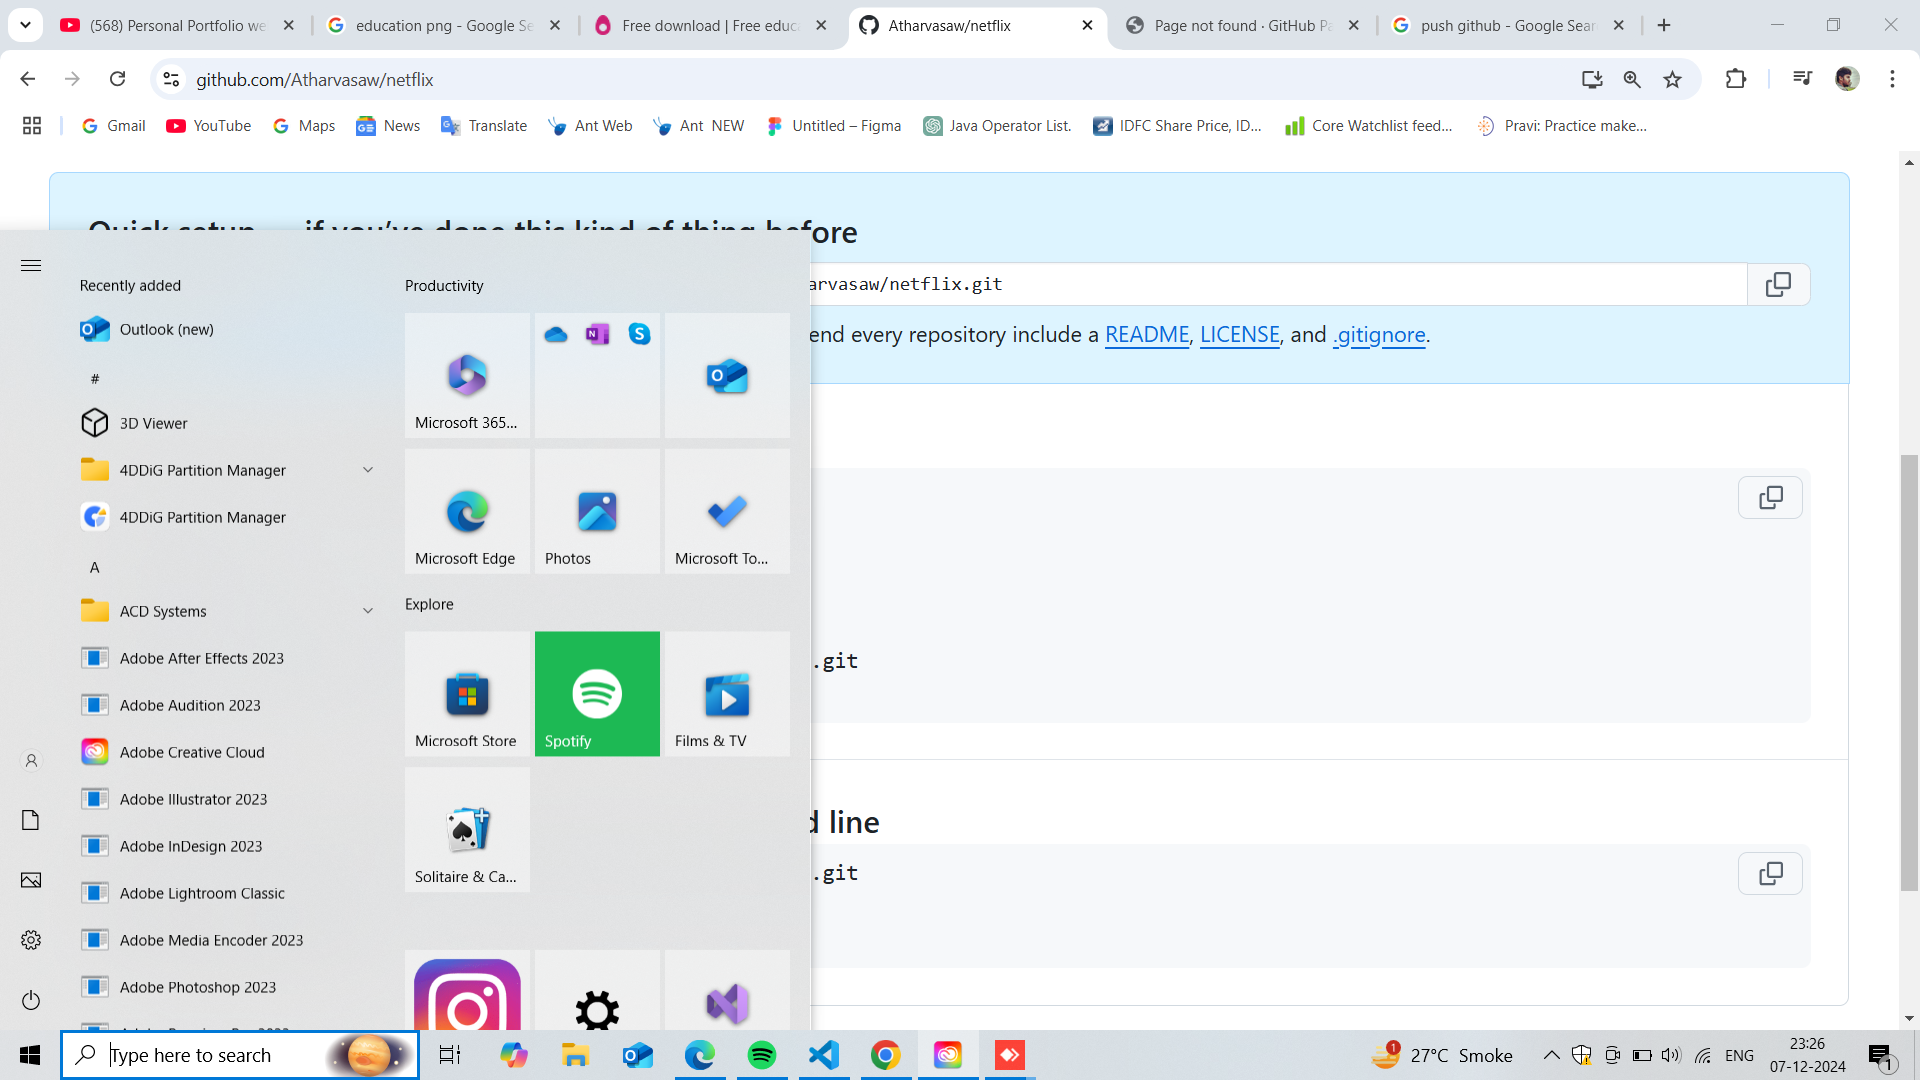 (568) Personal Portfolio we
education png - Google Se
Free download | Free educa
Atharvasaw/netflix
Page not found · GitHub Pa
push github - Google Sear
github.com/Atharvasaw/netflix
Gmail
YouTube
Maps
News
Translate
Ant Web
Ant NEW
Untitled – Figma
Java Operator List.
IDFC Share Price, ID...
Core Watchlist feed...
Pravi: Practice make...
Quick setup — if you've done this kind of thing before
arvasaw/netflix.git
end every repository include a README, LICENSE, and .gitignore.
.git
d line
.git
Recently added
Outlook (new)
#
3D Viewer
4DDiG Partition Manager
4DDiG Partition Manager
A
ACD Systems
Adobe After Effects 2023
Adobe Audition 2023
Adobe Creative Cloud
Adobe Illustrator 2023
Adobe InDesign 2023
Adobe Lightroom Classic
Adobe Media Encoder 2023
Adobe Photoshop 2023
Productivity
Microsoft 365...
Microsoft Edge
Photos
Microsoft To...
Explore
Microsoft Store
Spotify
Films & TV
Solitaire & Ca...
Type here to search
1
27°C Smoke
ENG
23:26
07-12-2024
1